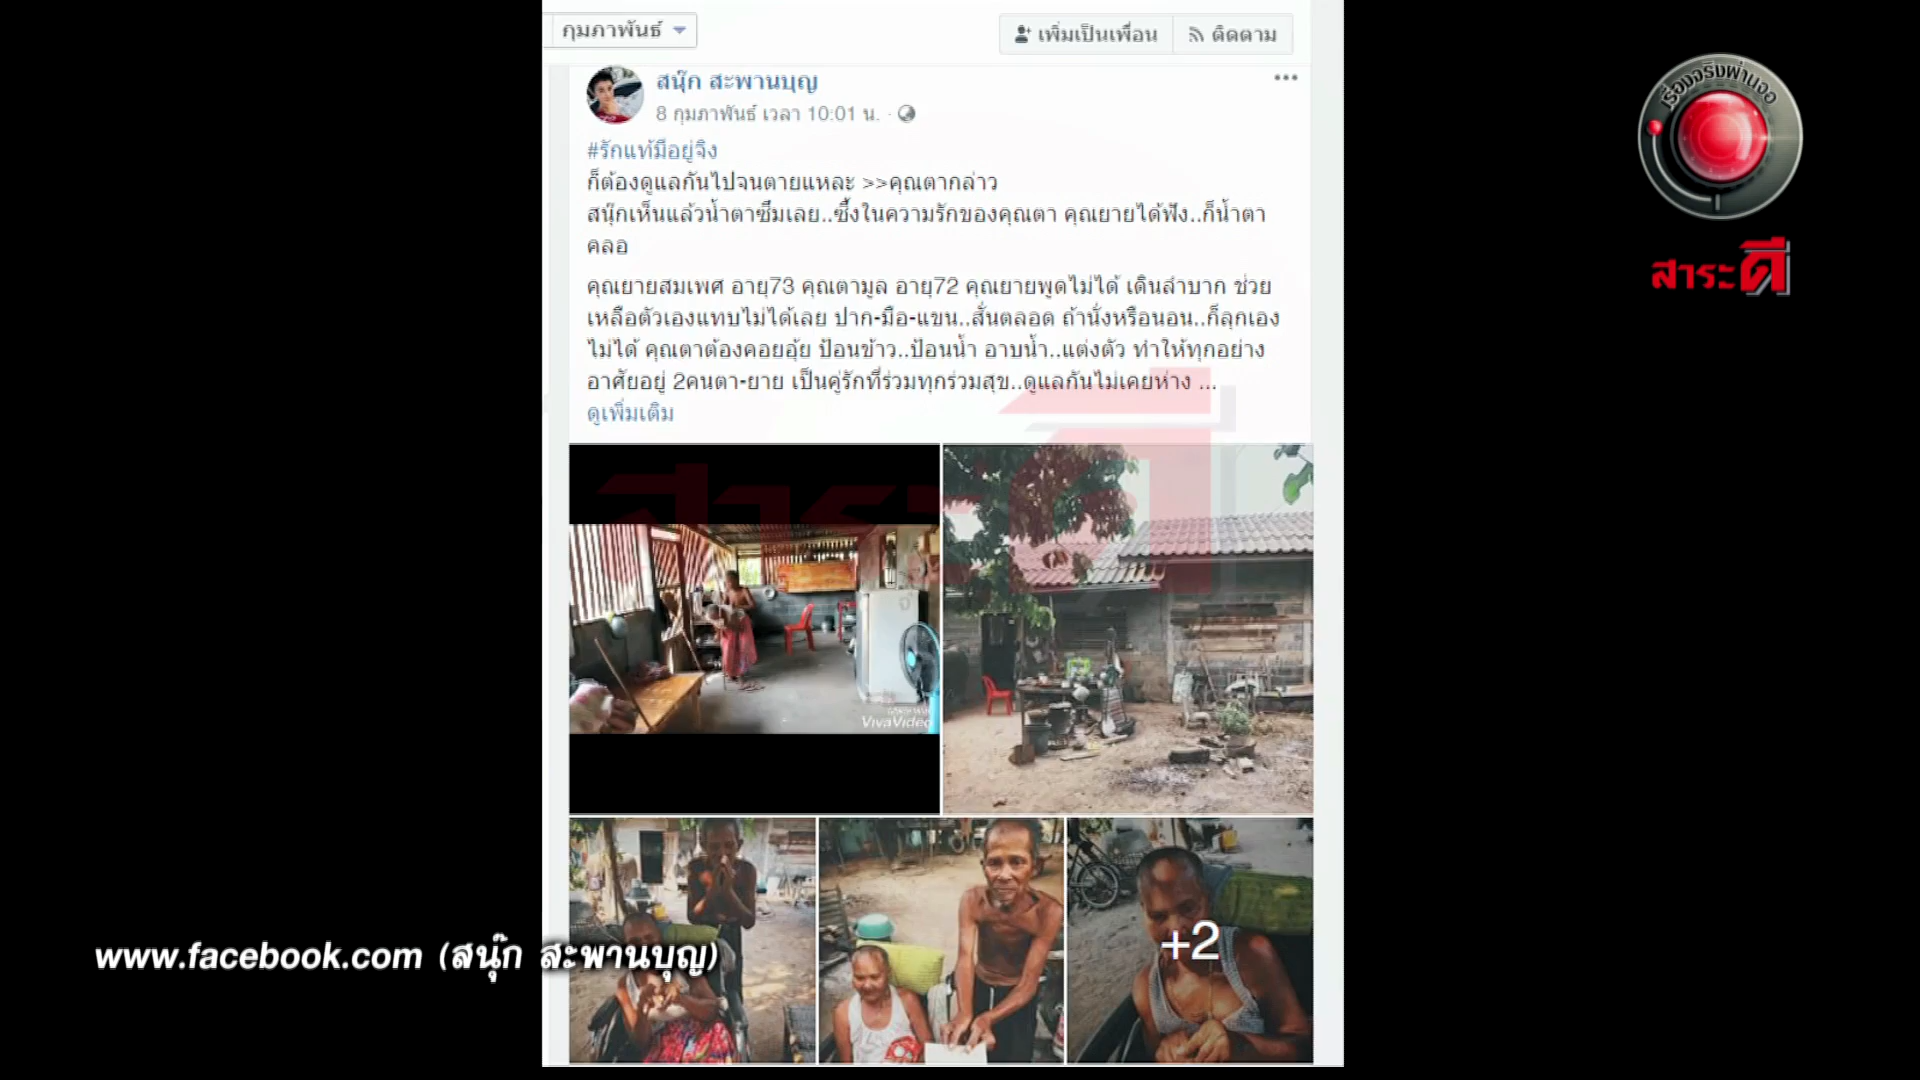 กุมภาพันธ์
เพิ่มเป็นเพื่อน
ติดตาม
สนุ๊ก สะพานบุญ
8 กุมภาพันธ์ เวลา 10:01 น. ·
#รักแท้มีอยู่จิง
ก็ต้องดูแลกันไปจนตายแหละ >>คุณตากล่าว
สนุ๊กเห็นแล้วน้ำตาซึมเลย..ซึ้งในความรักของคุณตา คุณยายได้ฟัง..ก็น้ำตา
คลอ
คุณยายสมเพศ อายุ73 คุณตามูล อายุ72 คุณยายพูดไม่ได้ เดินลำบาก ช่วย
เหลือตัวเองแทบไม่ได้เลย ปาก-มือ-แขน..สั่นตลอด ถ้านั่งหรือนอน..ก็ลุกเอง
ไม่ได้ คุณตาต้องคอยอุ้ย ป้อนข้าว..ป้อนน้ำ อาบน้ำ..แต่งตัว ทำให้ทุกอย่าง
อาศัยอยู่ 2คนตา-ยาย เป็นคู่รักที่ร่วมทุกร่วมสุข..ดูแลกันไม่เคยห่าง ...
ดูเพิ่มเติม
เรื่องจริงผ่านจอ
สาระดี
สาระดี
VivaVideo
+2
www.facebook.com (สนุ๊ก สะพานบุญ)